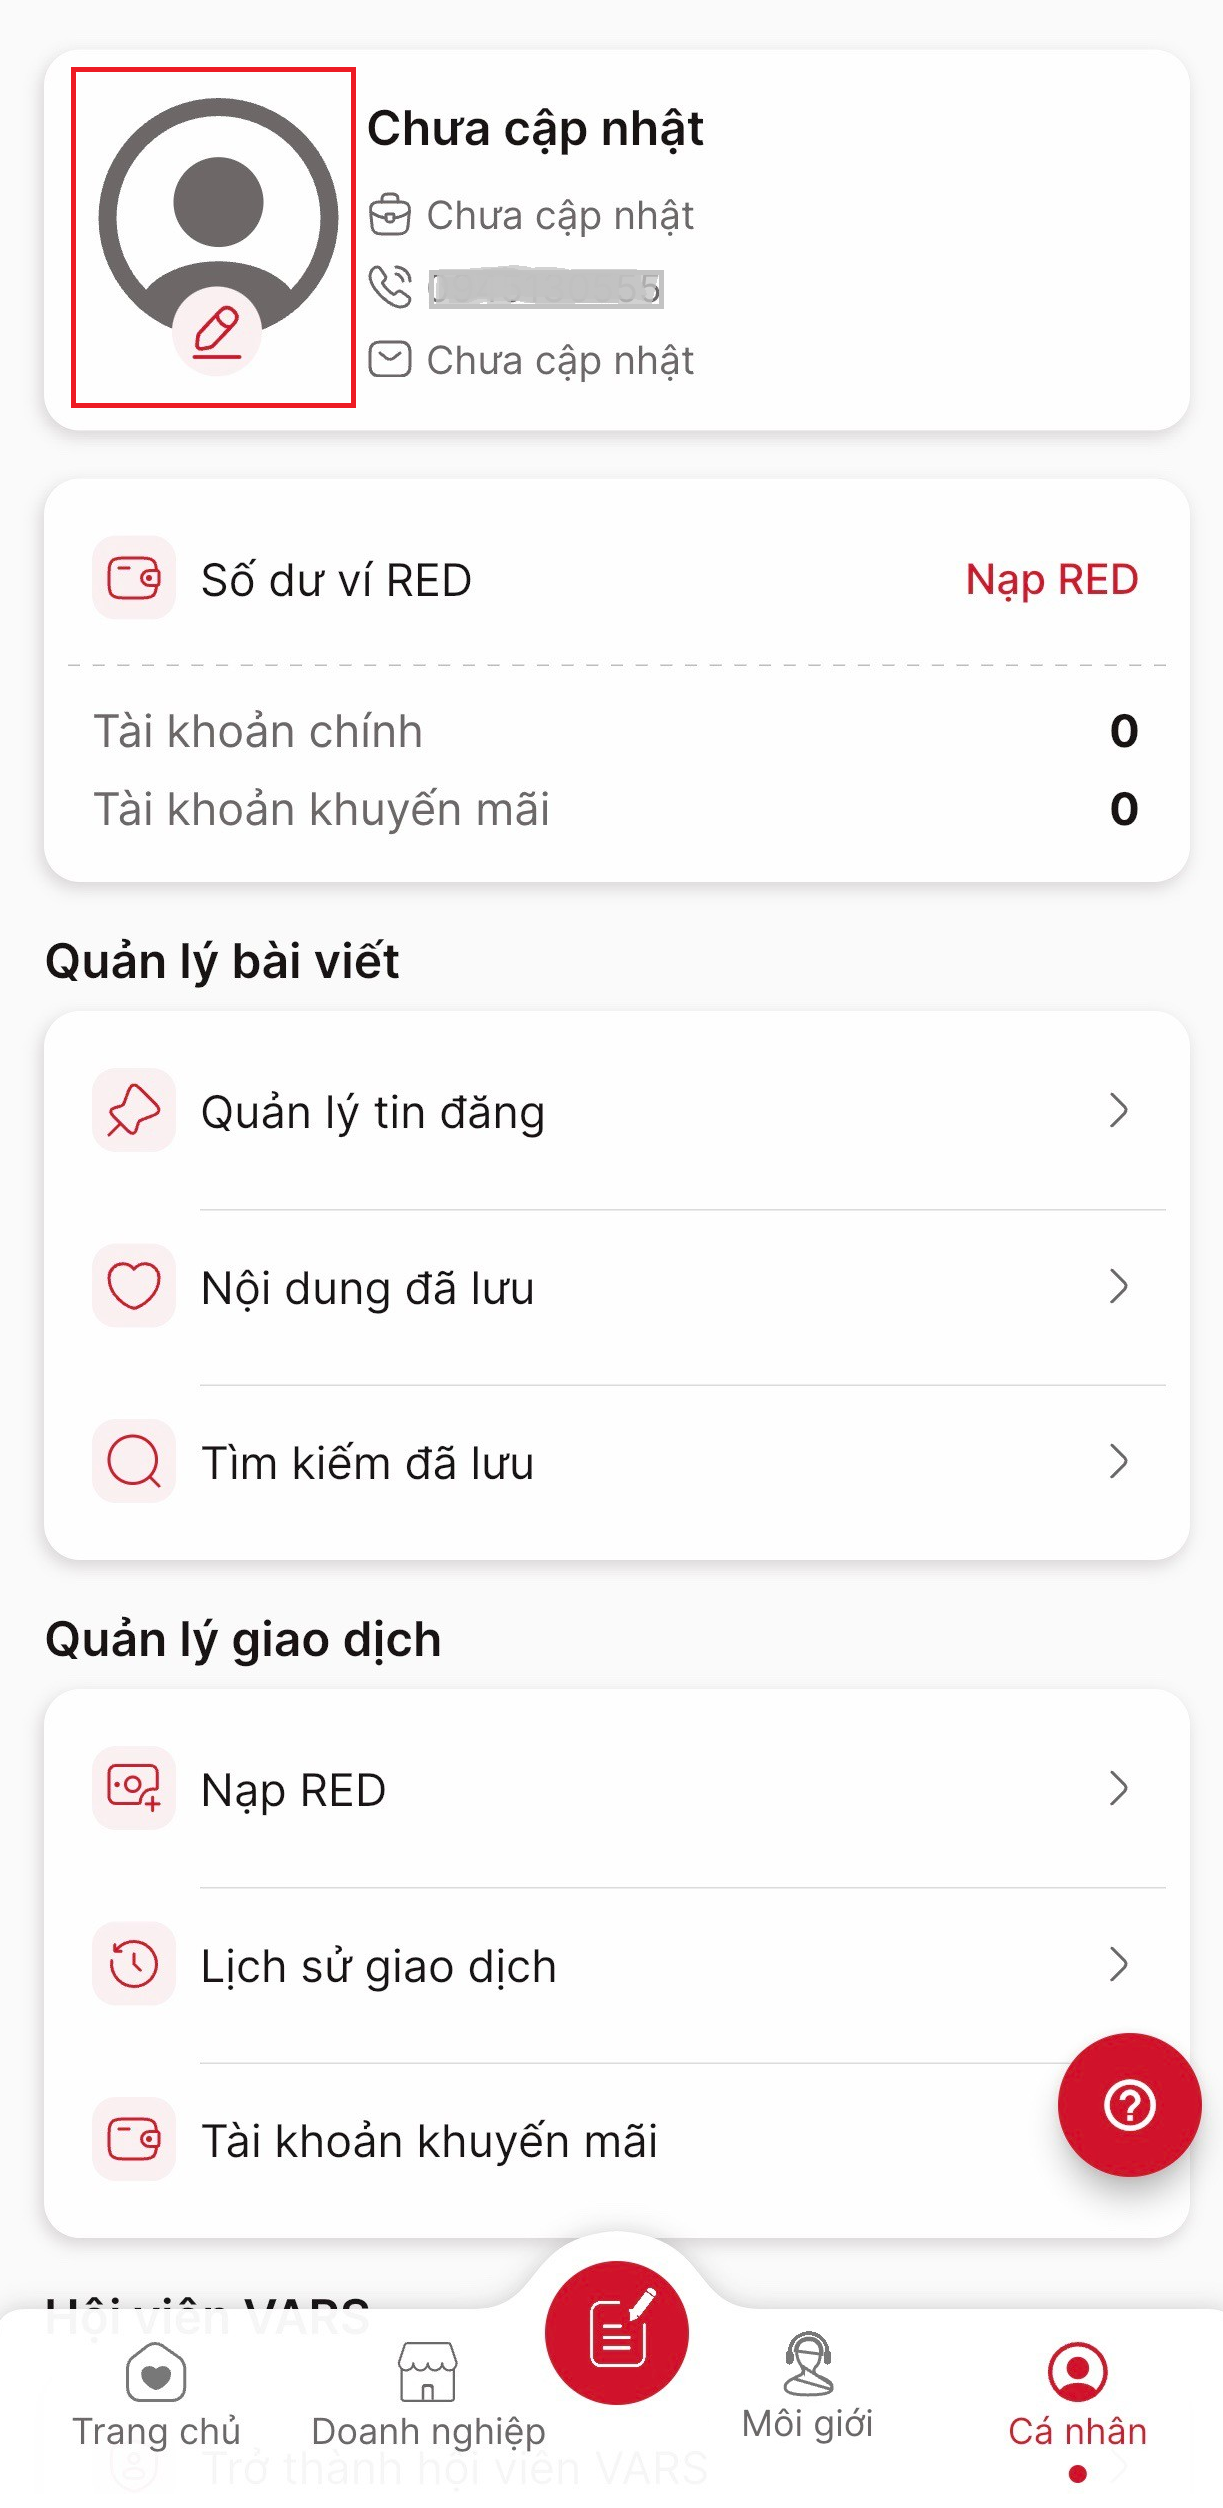 Chưa cập nhật
Chưa cập nhật
Chưa cập nhật
Số dư ví RED
Nạp RED
Tài khoản chính
0
Tài khoản khuyến mãi
0
Quản lý bài viết
Quản lý tin đăng
Nội dung đã lưu
Tìm kiếm đã lưu
Quản lý giao dịch
Nạp RED
Lịch sử giao dịch
Tài khoản khuyến mãi
Hội viên VARS
Trang chủ
Doanh nghiệp
Môi giới
Cá nhân
Trở thành hội viên VARS